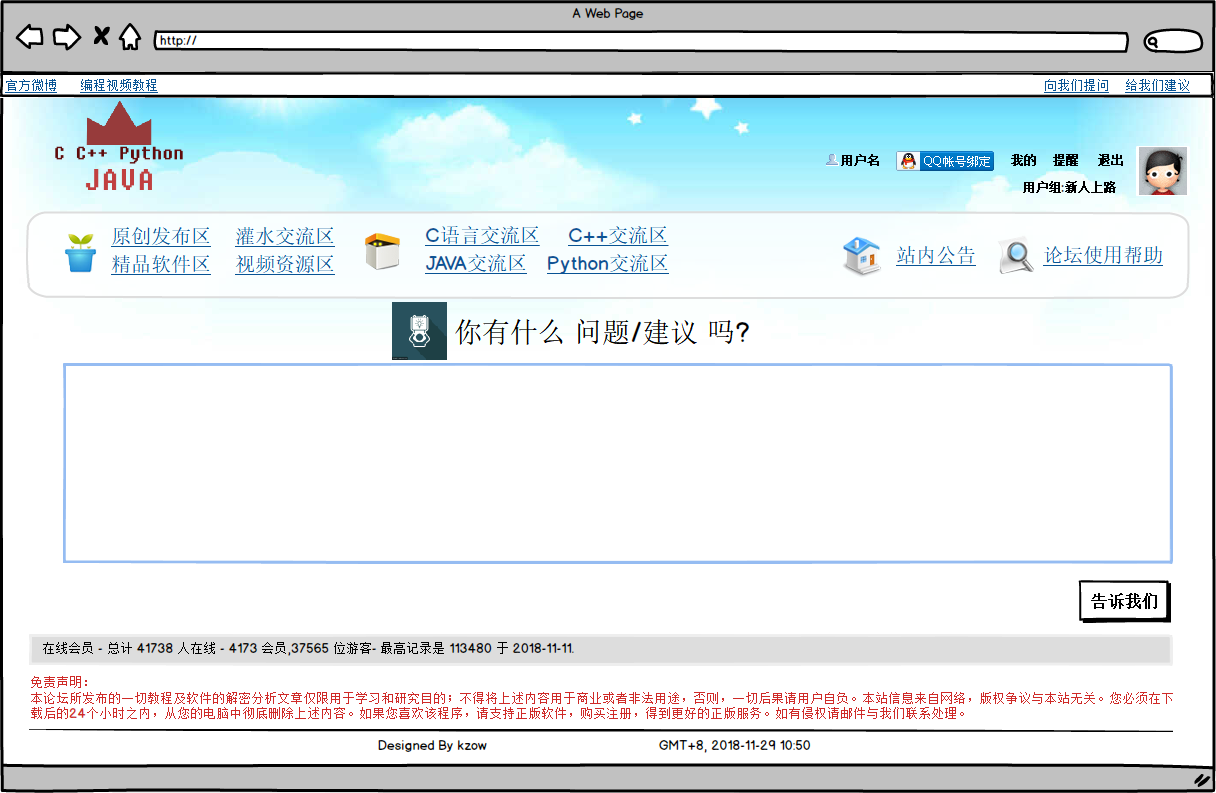 A Web Page
http://
官方微博 编程视频教程 向我们提问 给我们建议
C C++ Python
JAVA
用户名 QQ帐号绑定 我的 提醒 退出
用户组:新人上路
原创发布区 灌水交流区 C语言交流区 C++交流区
精品软件区 视频资源区 JAVA交流区 Python交流区
站内公告 论坛使用帮助
你有什么 问题/建议 吗?
告诉我们
在线会员 - 总计 41738 人在线 - 4173 会员,37565 位游客- 最高记录是 113480 于 2018-11-11.
免责声明：
本论坛所发布的一切教程及软件的解密分析文章仅限用于学习和研究目的；不得将上述内容用于商业或者非法用途，否则，一切后果请用户自负。本站信息来自网络，版权争议与本站无关。您必须在下
载后的24个小时之内，从您的电脑中彻底删除上述内容。如果您喜欢该程序，请支持正版软件，购买注册，得到更好的正版服务。如有侵权请邮件与我们联系处理。
Designed By kzow GMT+8, 2018-11-29 10:50